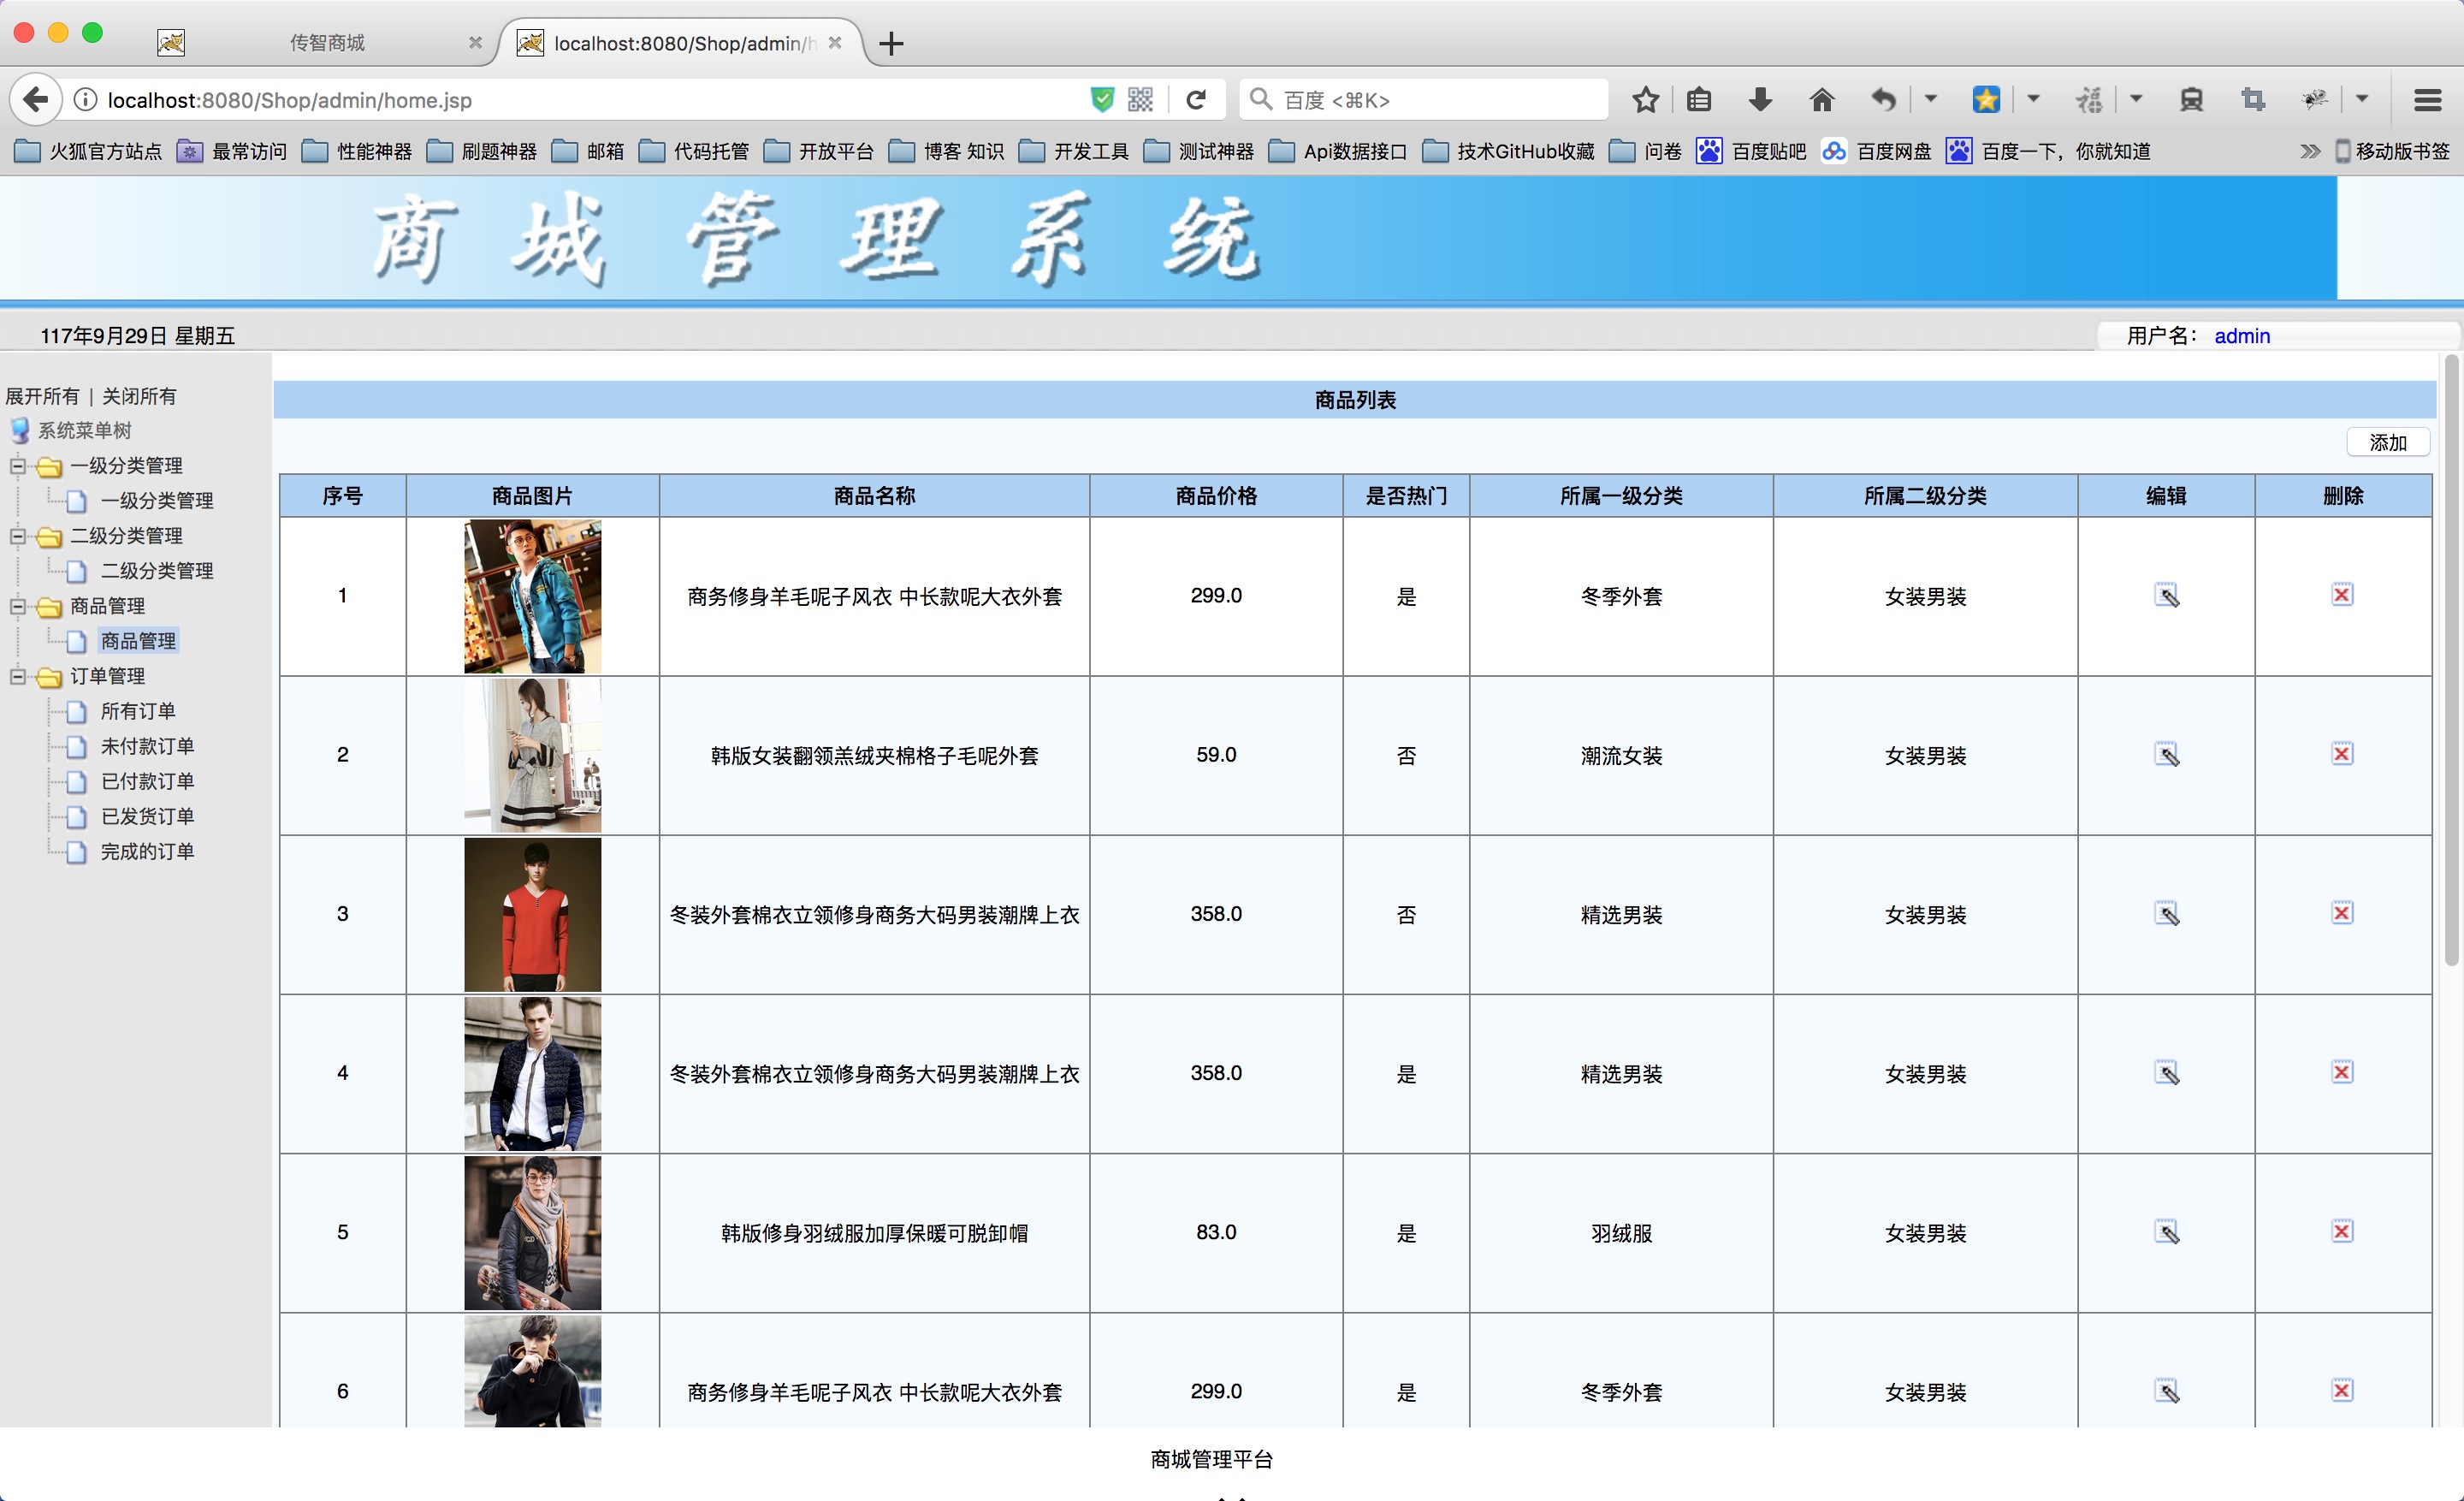 传智商城
localhost:8080/Shop/admin/h
localhost:8080/Shop/admin/home.jsp
百度 <⌘K>
火狐官方站点 最常访问 性能神器 刷题神器 邮箱 代码托管 开放平台 博客 知识 开发工具 测试神器 Api数据接口 技术GitHub收藏 问卷 百度贴吧 百度网盘 百度一下，你就知道 移动版书签
商城管理系统
117年9月29日 星期五
用户名： admin
展开所有 | 关闭所有
系统菜单树
一级分类管理
一级分类管理
二级分类管理
二级分类管理
商品管理
商品管理
订单管理
所有订单
未付款订单
已付款订单
已发货订单
完成的订单
商品列表
添加
序号 商品图片 商品名称 商品价格 是否热门 所属一级分类 所属二级分类 编辑 删除
1 商务修身羊毛呢子风衣 中长款呢大衣外套 299.0 是 冬季外套 女装男装
2 韩版女装翻领羔绒夹棉格子毛呢外套 59.0 否 潮流女装 女装男装
3 冬装外套棉衣立领修身商务大码男装潮牌上衣 358.0 否 精选男装 女装男装
4 冬装外套棉衣立领修身商务大码男装潮牌上衣 358.0 是 精选男装 女装男装
5 韩版修身羽绒服加厚保暖可脱卸帽 83.0 是 羽绒服 女装男装
6 商务修身羊毛呢子风衣 中长款呢大衣外套 299.0 是 冬季外套 女装男装
商城管理平台